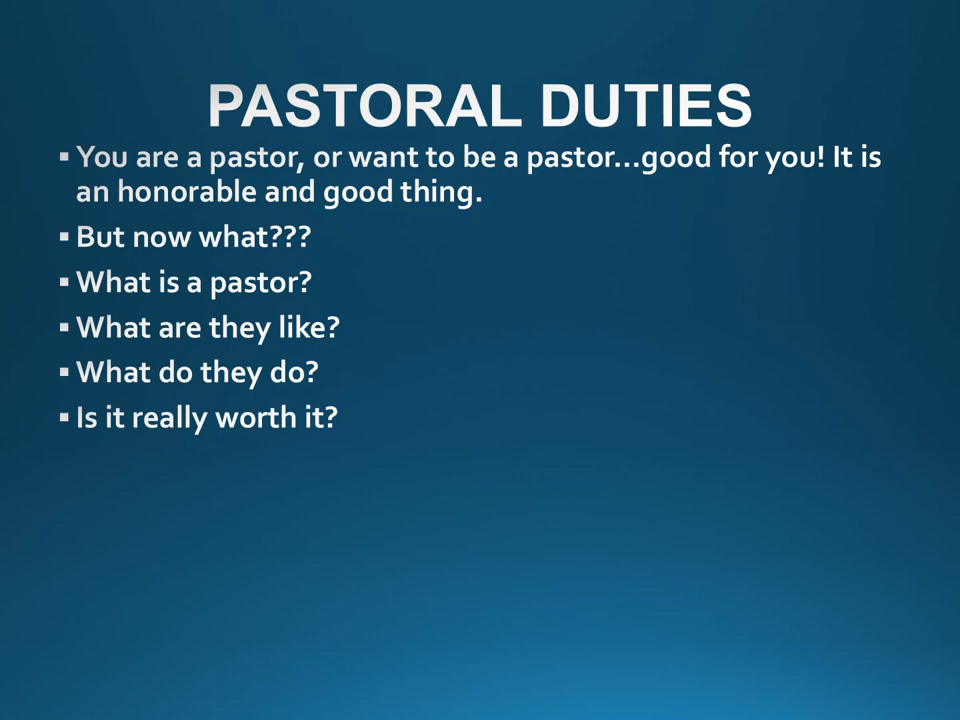 PASTORAL DUTIES
▪ You are a pastor, or want to be a pastor…good for you! It is
an honorable and good thing.
▪ But now what???
▪ What is a pastor?
▪ What are they like?
▪ What do they do?
▪ Is it really worth it?